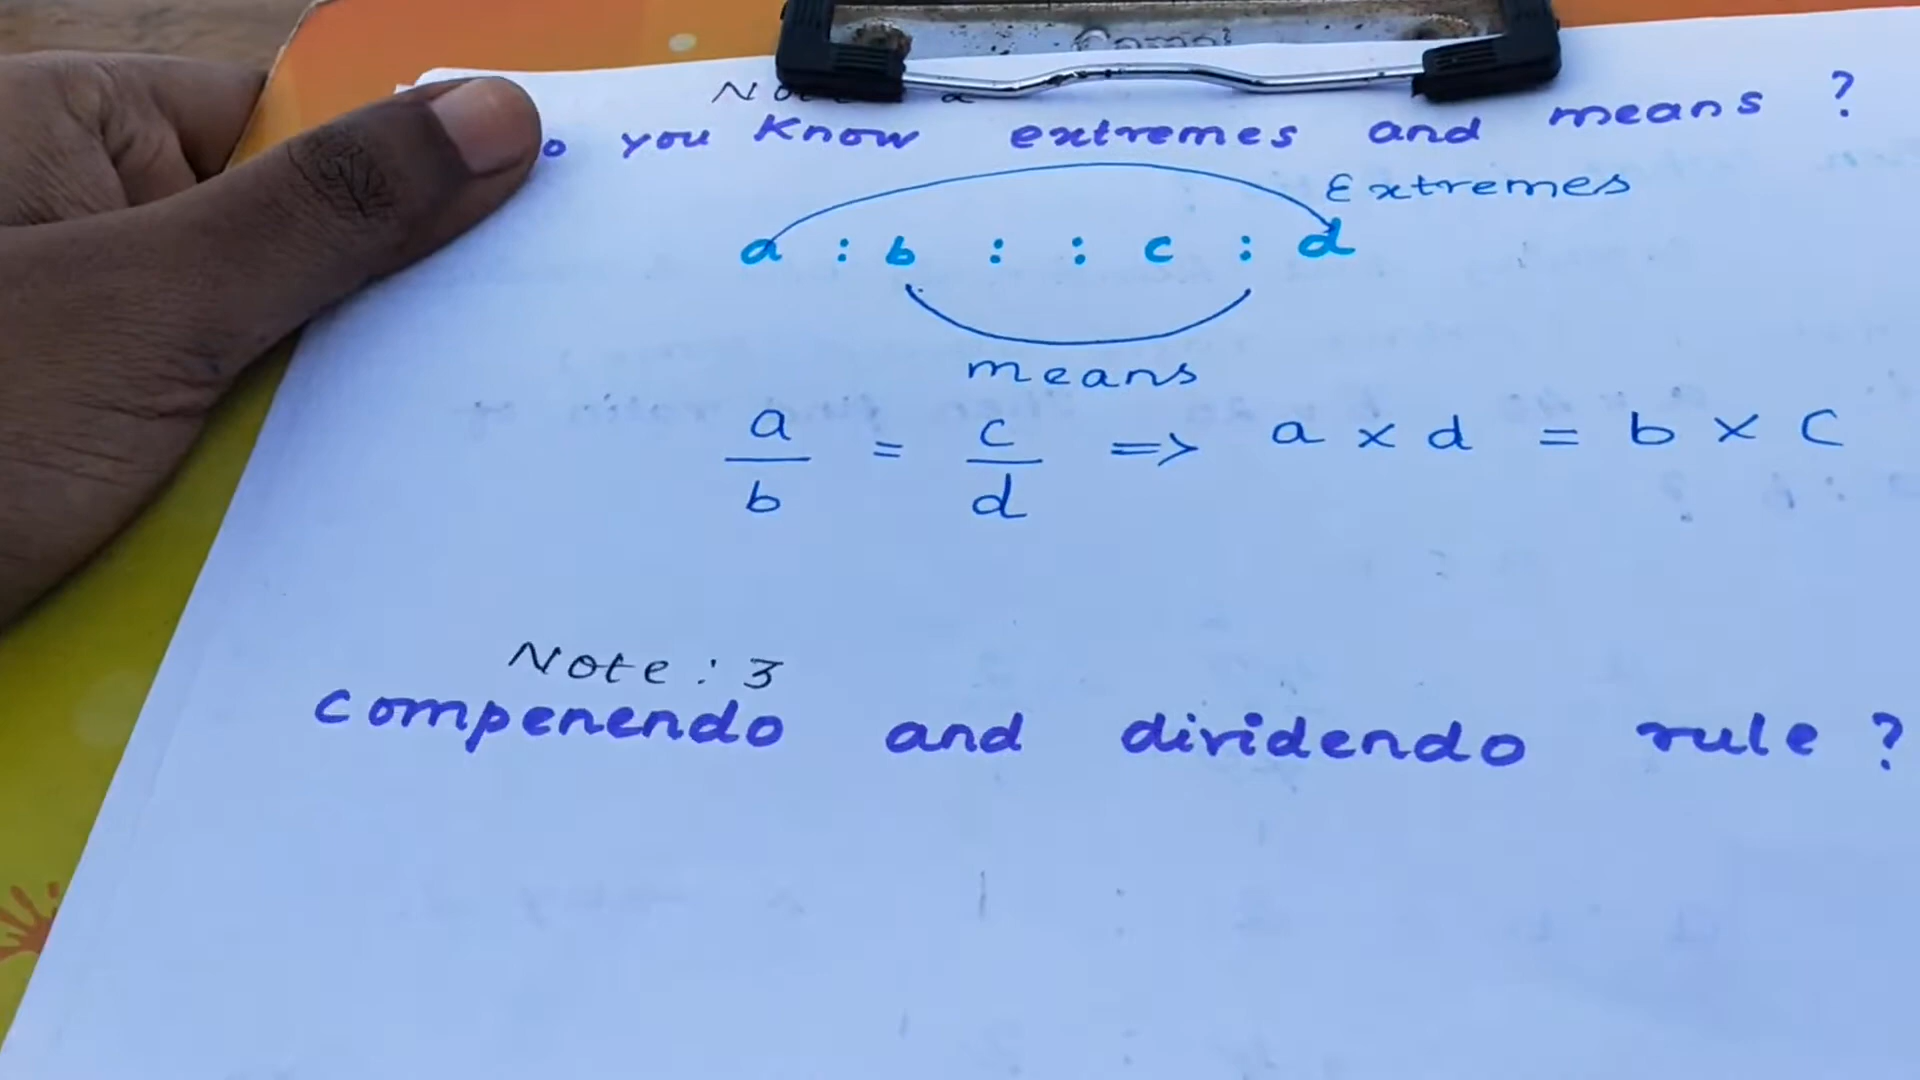 o you know extremes and means ?
Extremes
a : b : : c : d
means
a/b = c/d => a x d = b x c
Note : 3
compenendo and dividendo rule ?